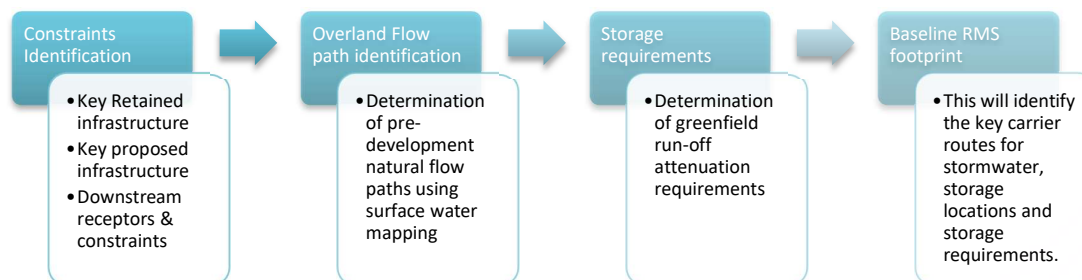 Constraints
Identification
•Key Retained
infrastructure
•Key proposed
infrastructure
•Downstream
receptors &
constraints
Overland Flow
path identification
•Determination
of pre-
development
natural flow
paths using
surface water
mapping
Storage
requirements
•Determination
of greenfield
run-off
attenuation
requirements
Baseline RMS
footprint
•This will identify
the key carrier
routes for
stormwater,
storage
locations and
storage
requirements.